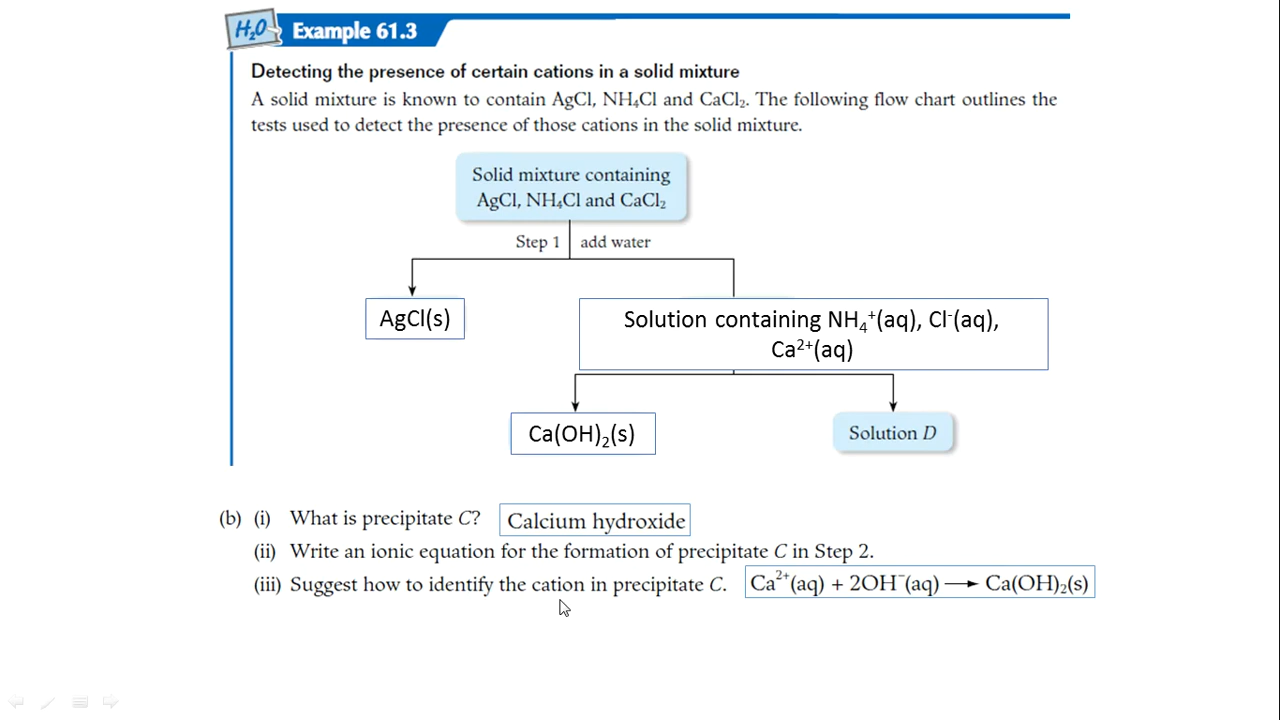 H₂O Example 61.3
Detecting the presence of certain cations in a solid mixture
A solid mixture is known to contain AgCl, NH₄Cl and CaCl₂. The following flow chart outlines the
tests used to detect the presence of those cations in the solid mixture.
Solid mixture containing
AgCl, NH₄Cl and CaCl₂
Step 1 add water
AgCl(s)
Solution containing NH₄⁺(aq), Cl⁻(aq),
Ca²⁺(aq)
Ca(OH)₂(s)
Solution D
(b) (i) What is precipitate C? Calcium hydroxide
(ii) Write an ionic equation for the formation of precipitate C in Step 2.
(iii) Suggest how to identify the cation in precipitate C. Ca²⁺(aq) + 2OH⁻(aq) ⟶ Ca(OH)₂(s)